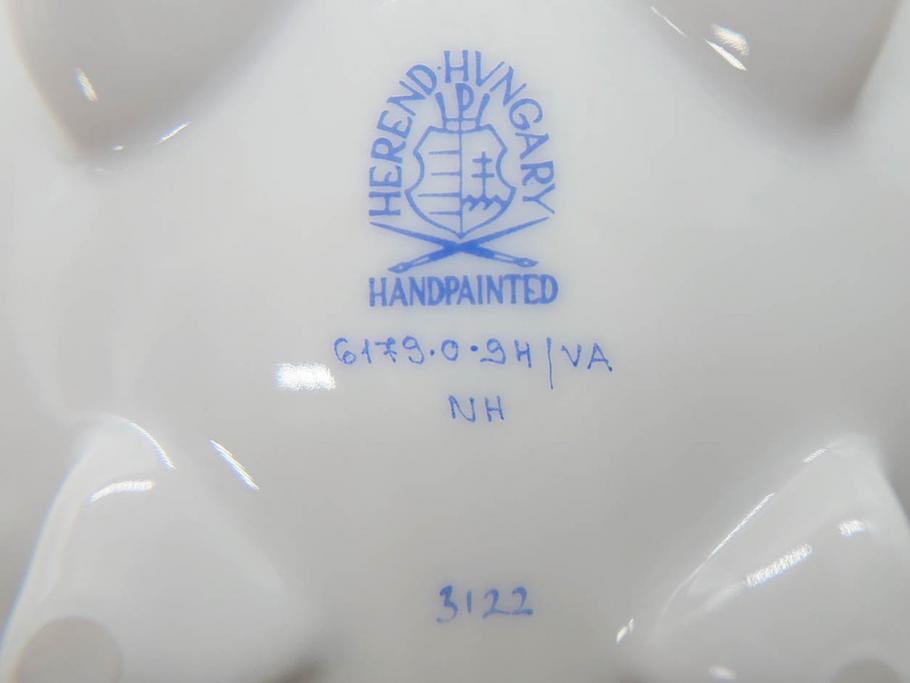 HEREND·HUNGARY
P
HANDPAINTED
6179.0.9H/VA
NH
3122